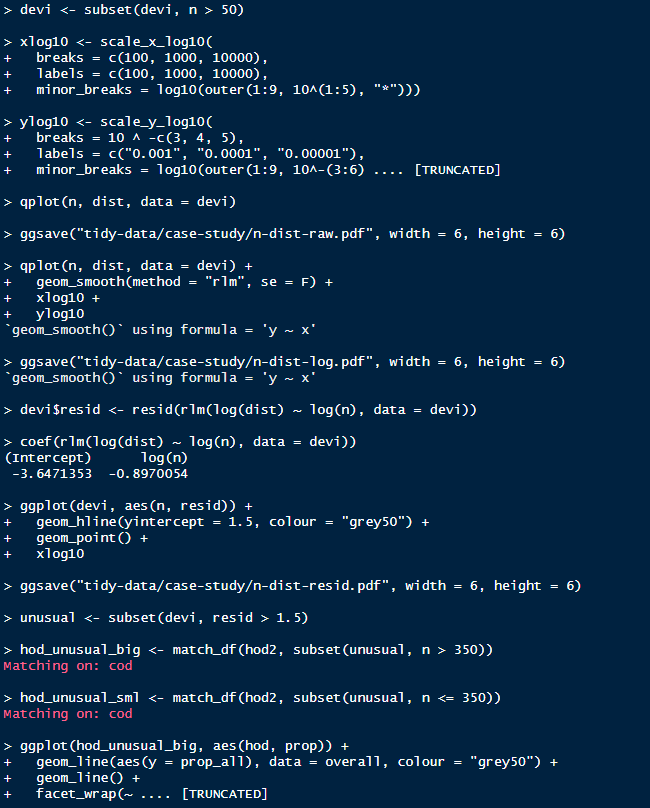 > devi <- subset(devi, n > 50)
> xlog10 <- scale_x_log10(
+   breaks = c(100, 1000, 10000),
+   labels = c(100, 1000, 10000),
+   minor_breaks = log10(outer(1:9, 10^(1:5), "*")))
> ylog10 <- scale_y_log10(
+   breaks = 10 ^ -c(3, 4, 5),
+   labels = c("0.001", "0.0001", "0.00001"),
+   minor_breaks = log10(outer(1:9, 10^-(3:6) .... [TRUNCATED]
> qplot(n, dist, data = devi)
> ggsave("tidy-data/case-study/n-dist-raw.pdf", width = 6, height = 6)
> qplot(n, dist, data = devi) +
+   geom_smooth(method = "rlm", se = F) +
+   xlog10 +
+   ylog10
`geom_smooth()` using formula = 'y ~ x'
> ggsave("tidy-data/case-study/n-dist-log.pdf", width = 6, height = 6)
`geom_smooth()` using formula = 'y ~ x'
> devi$resid <- resid(rlm(log(dist) ~ log(n), data = devi))
> coef(rlm(log(dist) ~ log(n), data = devi))
(Intercept)      log(n)
 -3.6471353  -0.8970054
> ggplot(devi, aes(n, resid)) +
+   geom_hline(yintercept = 1.5, colour = "grey50") +
+   geom_point() +
+   xlog10
> ggsave("tidy-data/case-study/n-dist-resid.pdf", width = 6, height = 6)
> unusual <- subset(devi, resid > 1.5)
> hod_unusual_big <- match_df(hod2, subset(unusual, n > 350))
Matching on: cod
> hod_unusual_sml <- match_df(hod2, subset(unusual, n <= 350))
Matching on: cod
> ggplot(hod_unusual_big, aes(hod, prop)) +
+   geom_line(aes(y = prop_all), data = overall, colour = "grey50") +
+   geom_line() +
+   facet_wrap(~ .... [TRUNCATED]